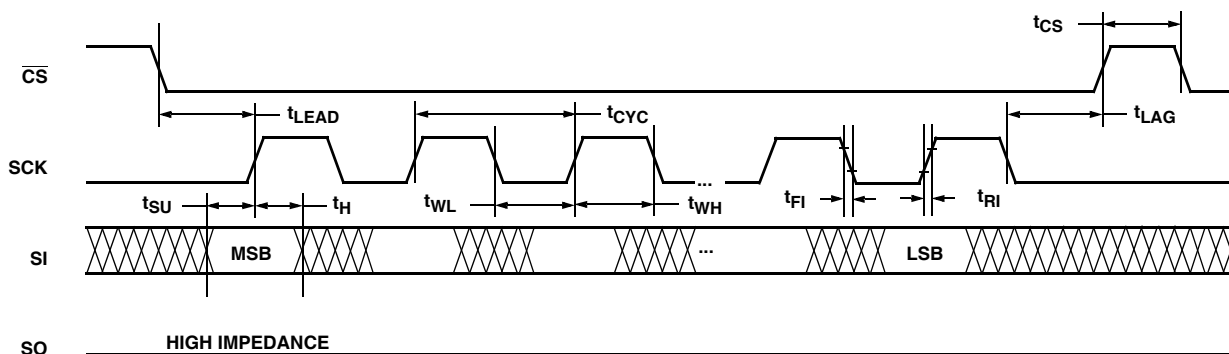 tCS
CS
tLEAD
tCYC
tLAG
SCK
...
tSU
tH
tWL
tWH
tFI
tRI
SI
MSB
...
LSB
SO
HIGH IMPEDANCE